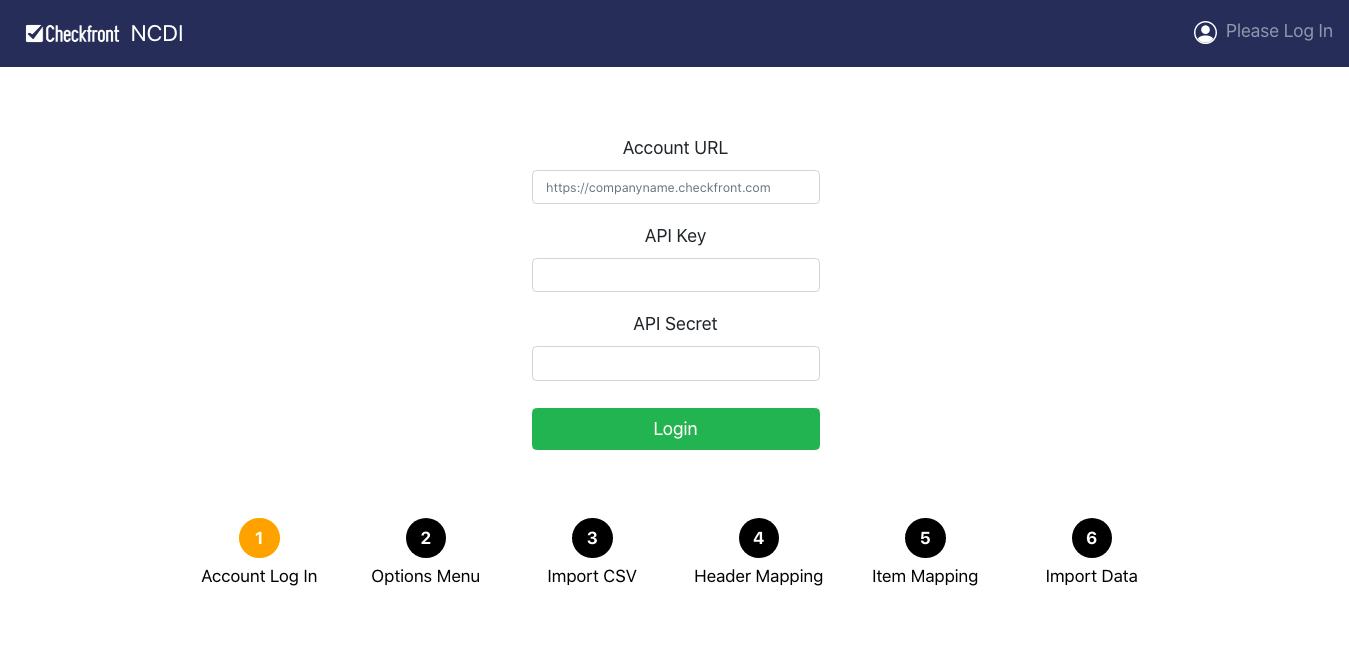 Checkfront NCDI
Please Log In
Account URL
https://companyname.checkfront.com
API Key
API Secret
Login
1 2 3 4 5 6
Account Log In Options Menu Import CSV Header Mapping Item Mapping Import Data